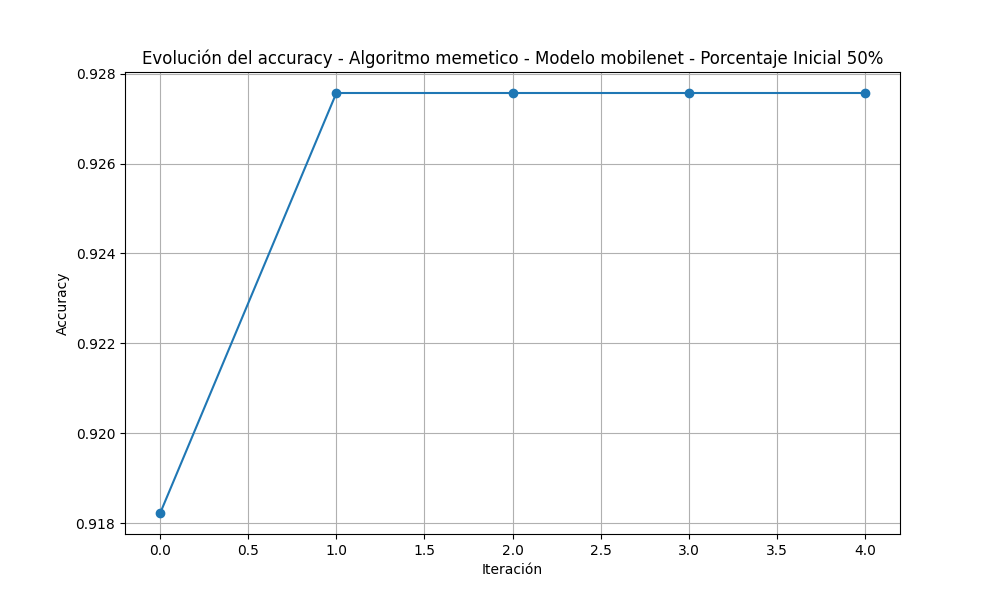 Evolución del accuracy - Algoritmo memetico - Modelo mobilenet - Porcentaje Inicial 50%
0.928
0.926
0.924
0.922
0.920
0.918
Accuracy
0.0 0.5 1.0 1.5 2.0 2.5 3.0 3.5 4.0
Iteración